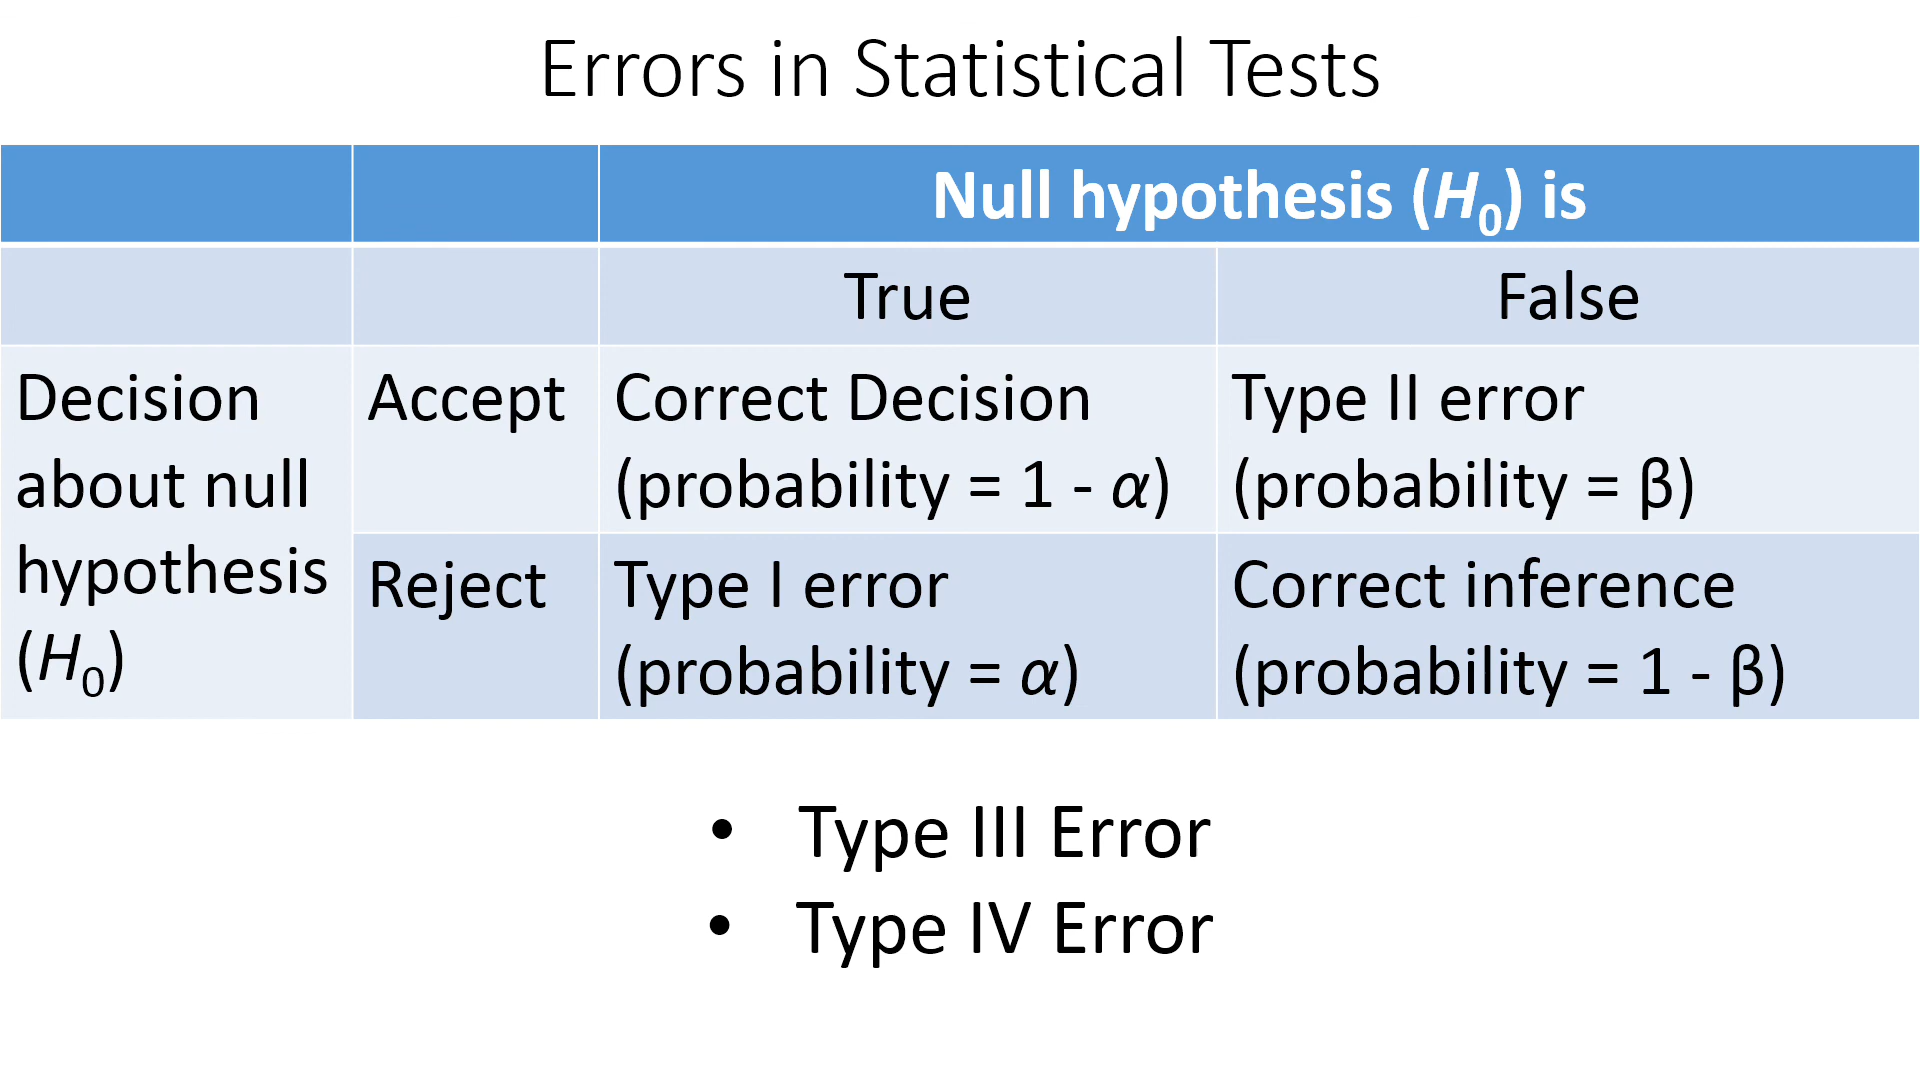 Errors in Statistical Tests
Null hypothesis (H₀) is
True False
Decision
about null
hypothesis
(H₀)
Accept
Correct Decision
(probability = 1 - α)
Type II error
(probability = β)
Reject
Type I error
(probability = α)
Correct inference
(probability = 1 - β)
• Type III Error
• Type IV Error